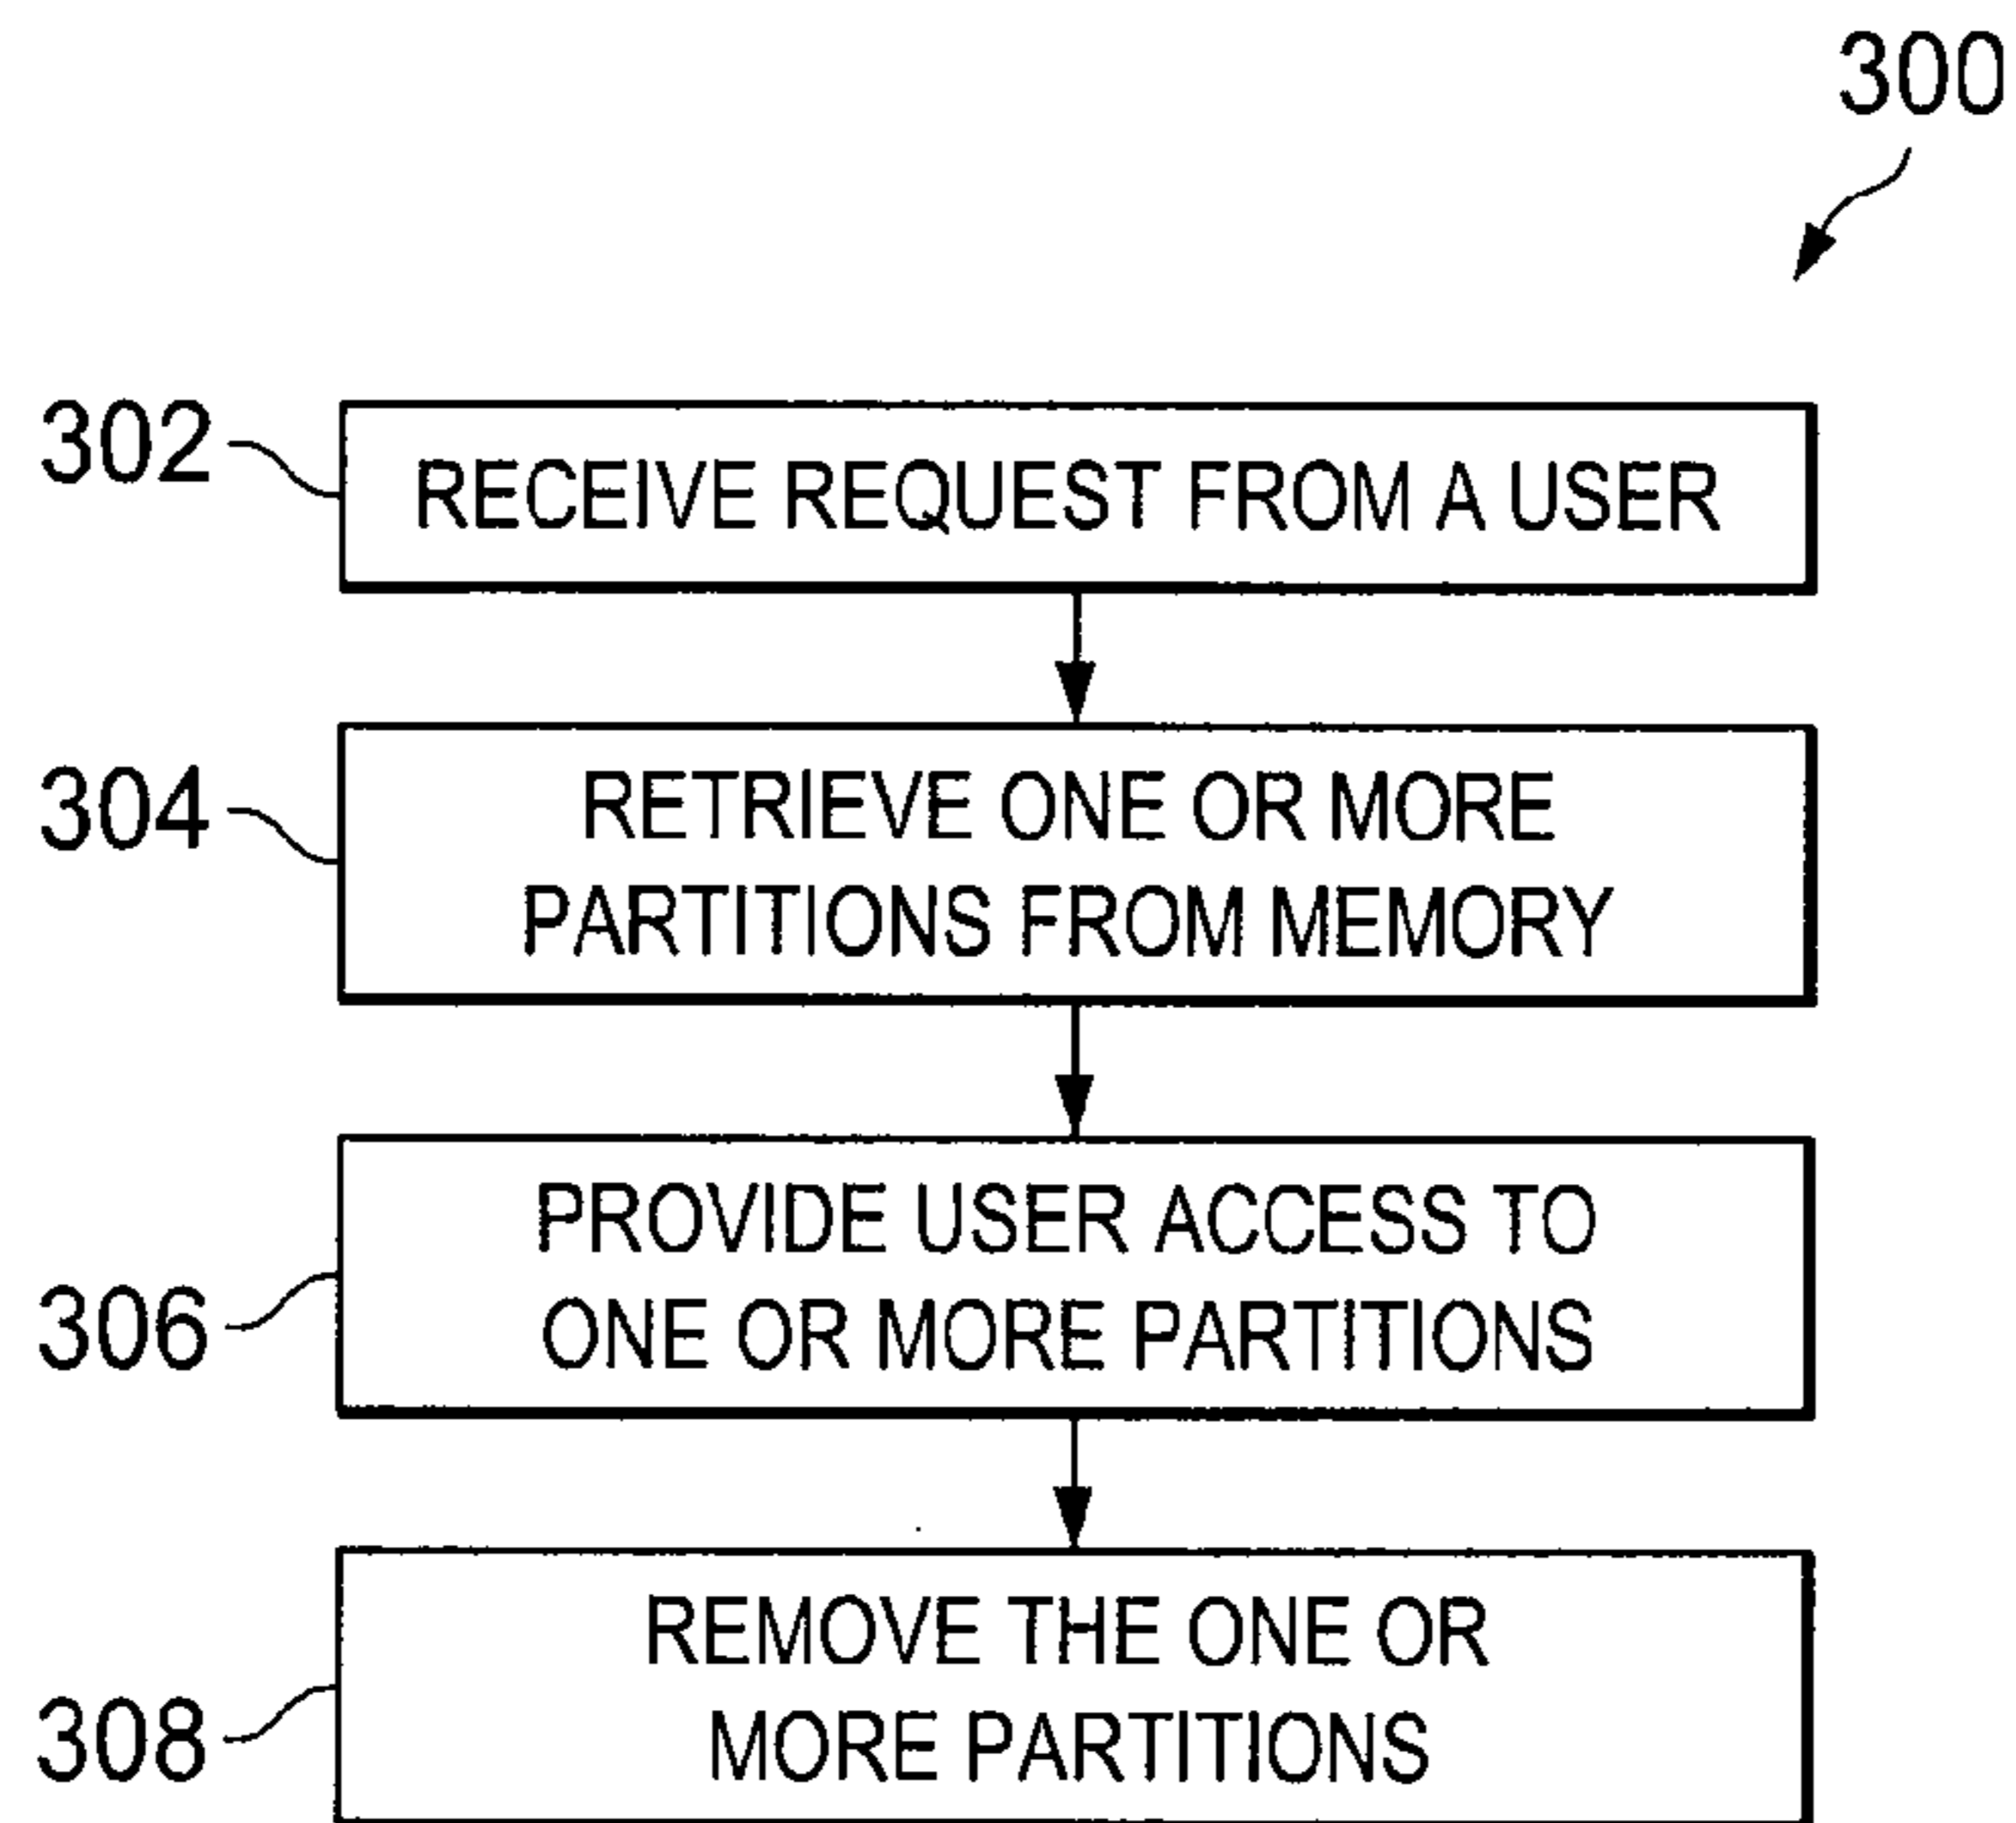 300
302
RECEIVE REQUEST FROM A USER
304
RETRIEVE ONE OR MORE
PARTITIONS FROM MEMORY
306
PROVIDE USER ACCESS TO
ONE OR MORE PARTITIONS
308
REMOVE THE ONE OR
MORE PARTITIONS